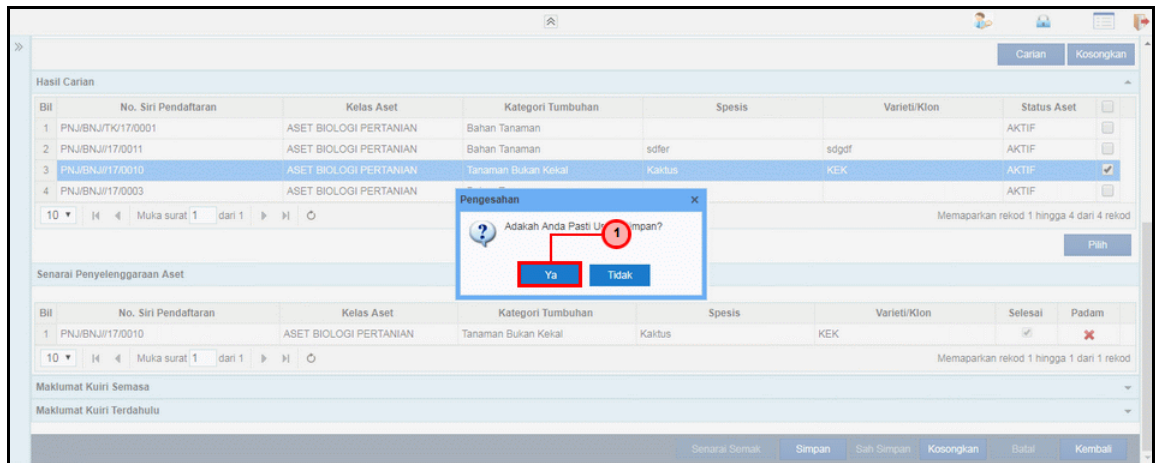 Carian Kosongkan
Hasil Carian
Bil No. Siri Pendaftaran Kelas Aset Kategori Tumbuhan Spesis Varieti/Klon Status Aset
1 PNJ/BNJ/TK/17/0001 ASET BIOLOGI PERTANIAN Bahan Tanaman AKTIF
2 PNJ/BNJ//17/0011 ASET BIOLOGI PERTANIAN Bahan Tanaman sdfer sdgdf AKTIF
3 PNJ/BNJ//17/0010 ASET BIOLOGI PERTANIAN Tanaman Bukan Kekal Kaktus KEK AKTIF
4 PNJ/BNJ//17/0003 ASET BIOLOGI PERTANIAN AKTIF
10 Muka surat 1 dari 1 Memaparkan rekod 1 hingga 4 dari 4 rekod
Pengesahan x
Adakah Anda Pasti impan?
1
Ya Tidak
Pilih
Senarai Penyelenggaraan Aset
Bil No. Siri Pendaftaran Kelas Aset Kategori Tumbuhan Spesis Varieti/Klon Selesai Padam
1 PNJ/BNJ//17/0010 ASET BIOLOGI PERTANIAN Tanaman Bukan Kekal Kaktus KEK
10 Muka surat 1 dari 1 Memaparkan rekod 1 hingga 1 dari 1 rekod
Maklumat Kuiri Semasa
Maklumat Kuiri Terdahulu
Senarai Semak Simpan Sah Simpan Kosongkan Batal Kembali